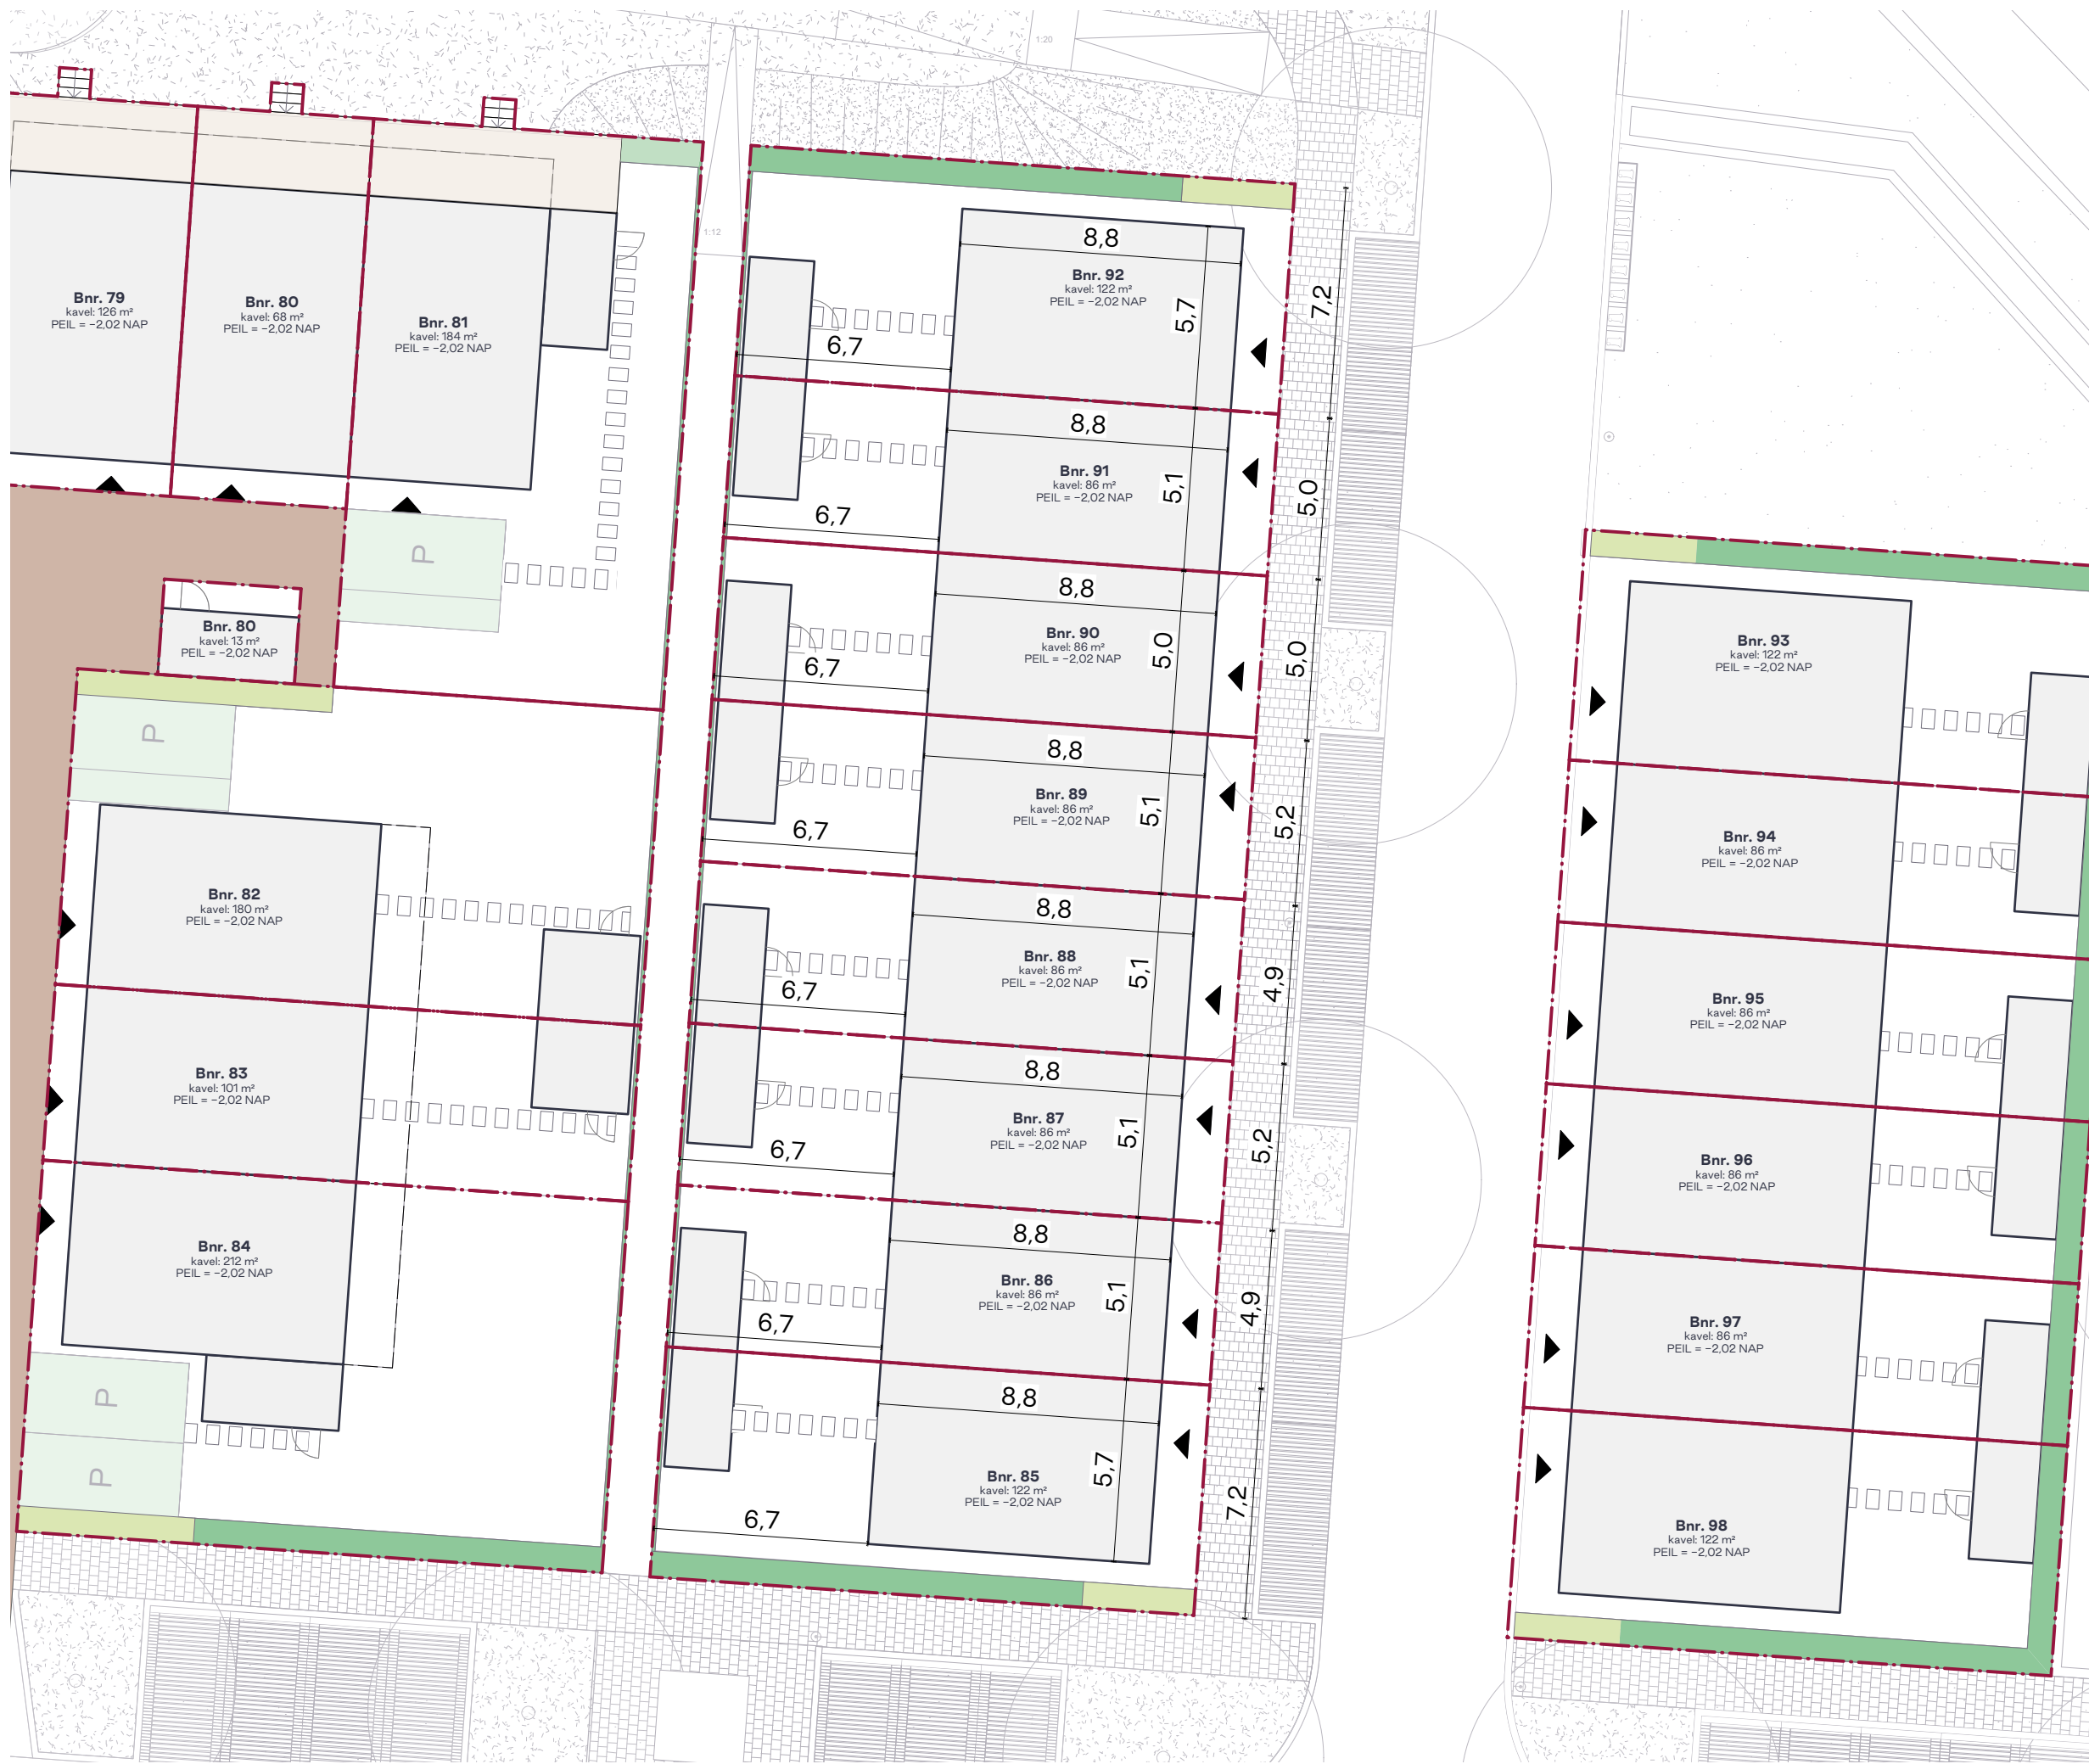 1:20
1:12
Bnr. 79
kavel: 126 m²
PEIL = −2,02 NAP
Bnr. 80
kavel: 68 m²
PEIL = −2,02 NAP
Bnr. 81
kavel: 184 m²
PEIL = −2,02 NAP
P
Bnr. 80
kavel: 13 m²
PEIL = −2,02 NAP
P
Bnr. 82
kavel: 180 m²
PEIL = −2,02 NAP
Bnr. 83
kavel: 101 m²
PEIL = −2,02 NAP
Bnr. 84
kavel: 212 m²
PEIL = −2,02 NAP
P
P
8,8
Bnr. 92
kavel: 122 m²
PEIL = −2,02 NAP
5,7
7,2
6,7
8,8
Bnr. 91
kavel: 86 m²
PEIL = −2,02 NAP
5,1
5,0
6,7
8,8
Bnr. 90
kavel: 86 m²
PEIL = −2,02 NAP
5,0
5,0
6,7
8,8
Bnr. 89
kavel: 86 m²
PEIL = −2,02 NAP
5,1
5,2
6,7
8,8
Bnr. 88
kavel: 86 m²
PEIL = −2,02 NAP
5,1
4,9
6,7
8,8
Bnr. 87
kavel: 86 m²
PEIL = −2,02 NAP
5,1
5,2
6,7
8,8
Bnr. 86
kavel: 86 m²
PEIL = −2,02 NAP
5,1
4,9
6,7
8,8
Bnr. 85
kavel: 122 m²
PEIL = −2,02 NAP
5,7
7,2
6,7
Bnr. 93
kavel: 122 m²
PEIL = −2,02 NAP
Bnr. 94
kavel: 86 m²
PEIL = −2,02 NAP
Bnr. 95
kavel: 86 m²
PEIL = −2,02 NAP
Bnr. 96
kavel: 86 m²
PEIL = −2,02 NAP
Bnr. 97
kavel: 86 m²
PEIL = −2,02 NAP
Bnr. 98
kavel: 122 m²
PEIL = −2,02 NAP